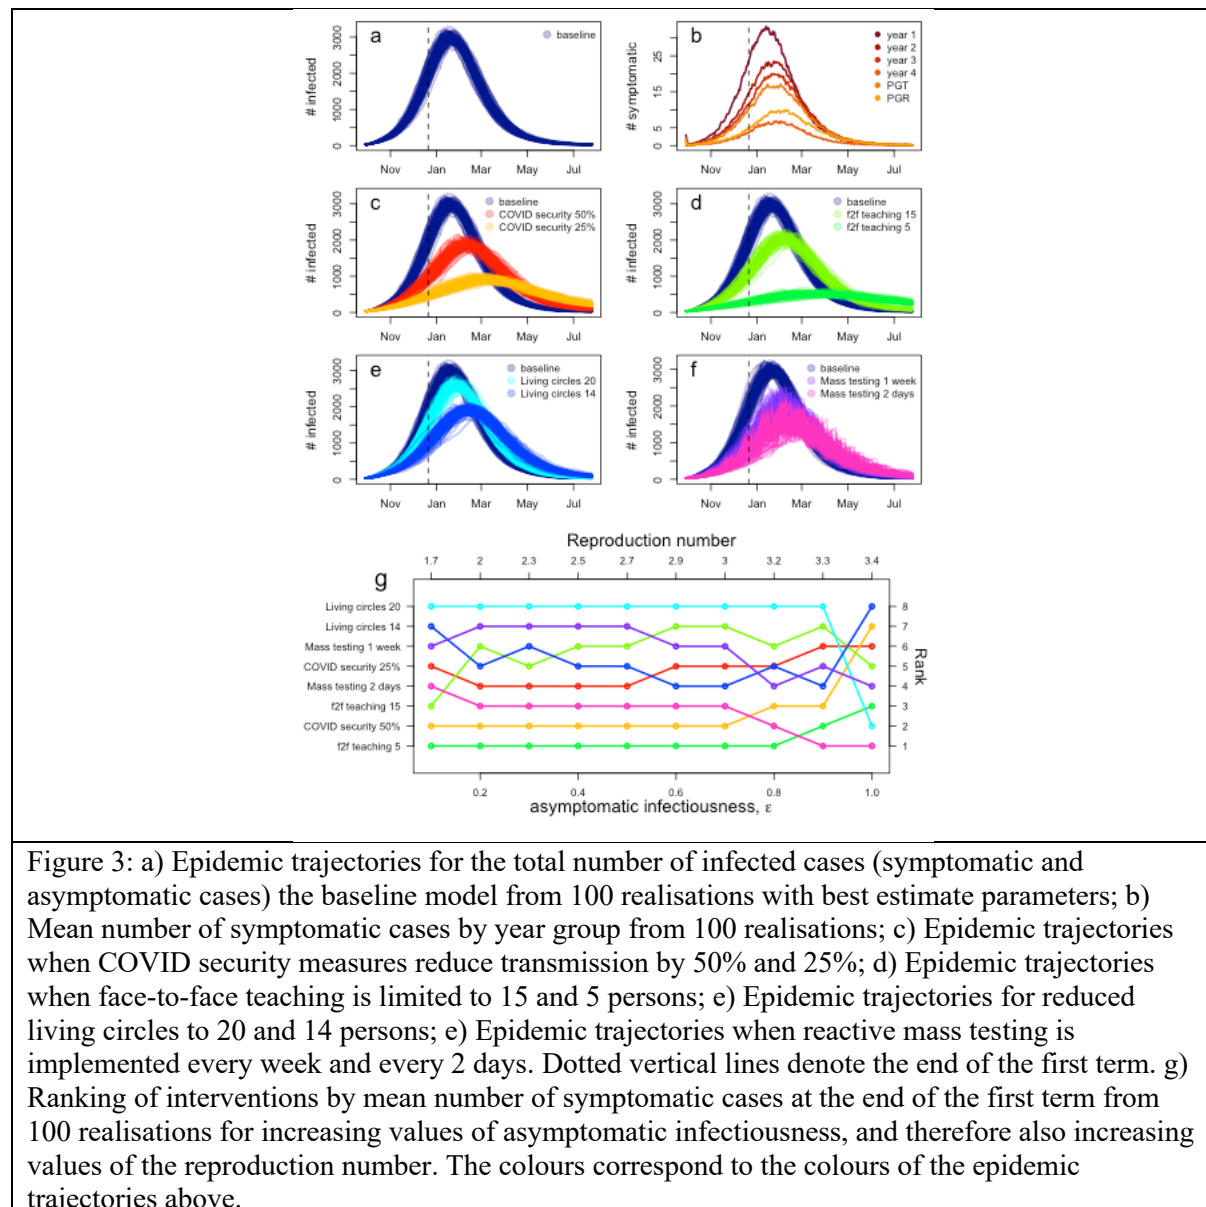 a
baseline
# infected
0
1000
2000
3000
Nov
Jan
Mar
May
Jul
b
year 1
year 2
year 3
year 4
PGT
PGR
# symptomatic
5
15
25
Nov
Jan
Mar
May
Jul
c
baseline
COVID security 50%
COVID security 25%
# infected
0
1000
2000
3000
Nov
Jan
Mar
May
Jul
d
baseline
f2f teaching 15
f2f teaching 5
# infected
0
1000
2000
3000
Nov
Jan
Mar
May
Jul
e
baseline
Living circles 20
Living circles 14
# infected
0
1000
2000
3000
Nov
Jan
Mar
May
Jul
f
baseline
Mass testing 1 week
Mass testing 2 days
# infected
0
1000
2000
3000
Nov
Jan
Mar
May
Jul
Reproduction number
1.7 2 2.3 2.5 2.7 2.9 3 3.2 3.3 3.4
g
Living circles 20 8
Living circles 14 7
Mass testing 1 week 6
COVID security 25% 5
Mass testing 2 days 4
f2f teaching 15 3
COVID security 50% 2
f2f teaching 5 1
Rank
0.2 0.4 0.6 0.8 1.0
asymptomatic infectiousness, ε
Figure 3: a) Epidemic trajectories for the total number of infected cases (symptomatic and
asymptomatic cases) the baseline model from 100 realisations with best estimate parameters; b)
Mean number of symptomatic cases by year group from 100 realisations; c) Epidemic trajectories
when COVID security measures reduce transmission by 50% and 25%; d) Epidemic trajectories
when face-to-face teaching is limited to 15 and 5 persons; e) Epidemic trajectories for reduced
living circles to 20 and 14 persons; e) Epidemic trajectories when reactive mass testing is
implemented every week and every 2 days. Dotted vertical lines denote the end of the first term. g)
Ranking of interventions by mean number of symptomatic cases at the end of the first term from
100 realisations for increasing values of asymptomatic infectiousness, and therefore also increasing
values of the reproduction number. The colours correspond to the colours of the epidemic
trajectories above.